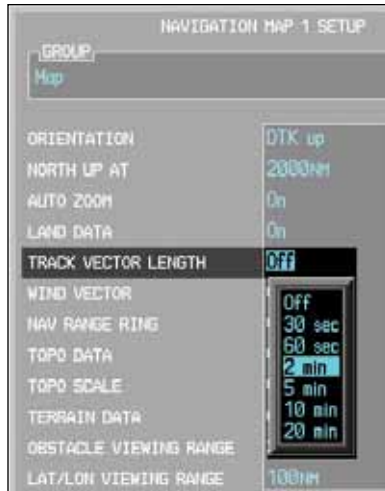 NAVIGATION MAP 1 SETUP
GROUP
Map
ORIENTATION DTK up
NORTH UP AT 2000NM
AUTO ZOOM On
LAND DATA On
TRACK VECTOR LENGTH Off
WIND VECTOR
NAV RANGE RING
TOPO DATA
TOPO SCALE
TERRAIN DATA
OBSTACLE VIEWING RANGE
LAT/LON VIEWING RANGE 100NM
Off
30 sec
60 sec
2 min
5 min
10 min
20 min